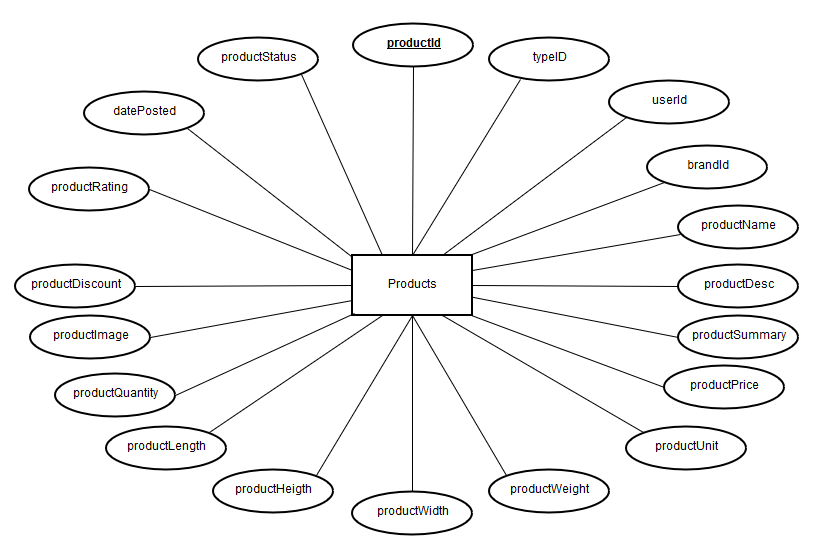 productId
productStatus
typeID
userId
datePosted
brandId
productRating
productName
productDiscount
Products
productDesc
productImage
productSummary
productQuantity
productPrice
productLength
productUnit
productHeigth
productWeight
productWidth